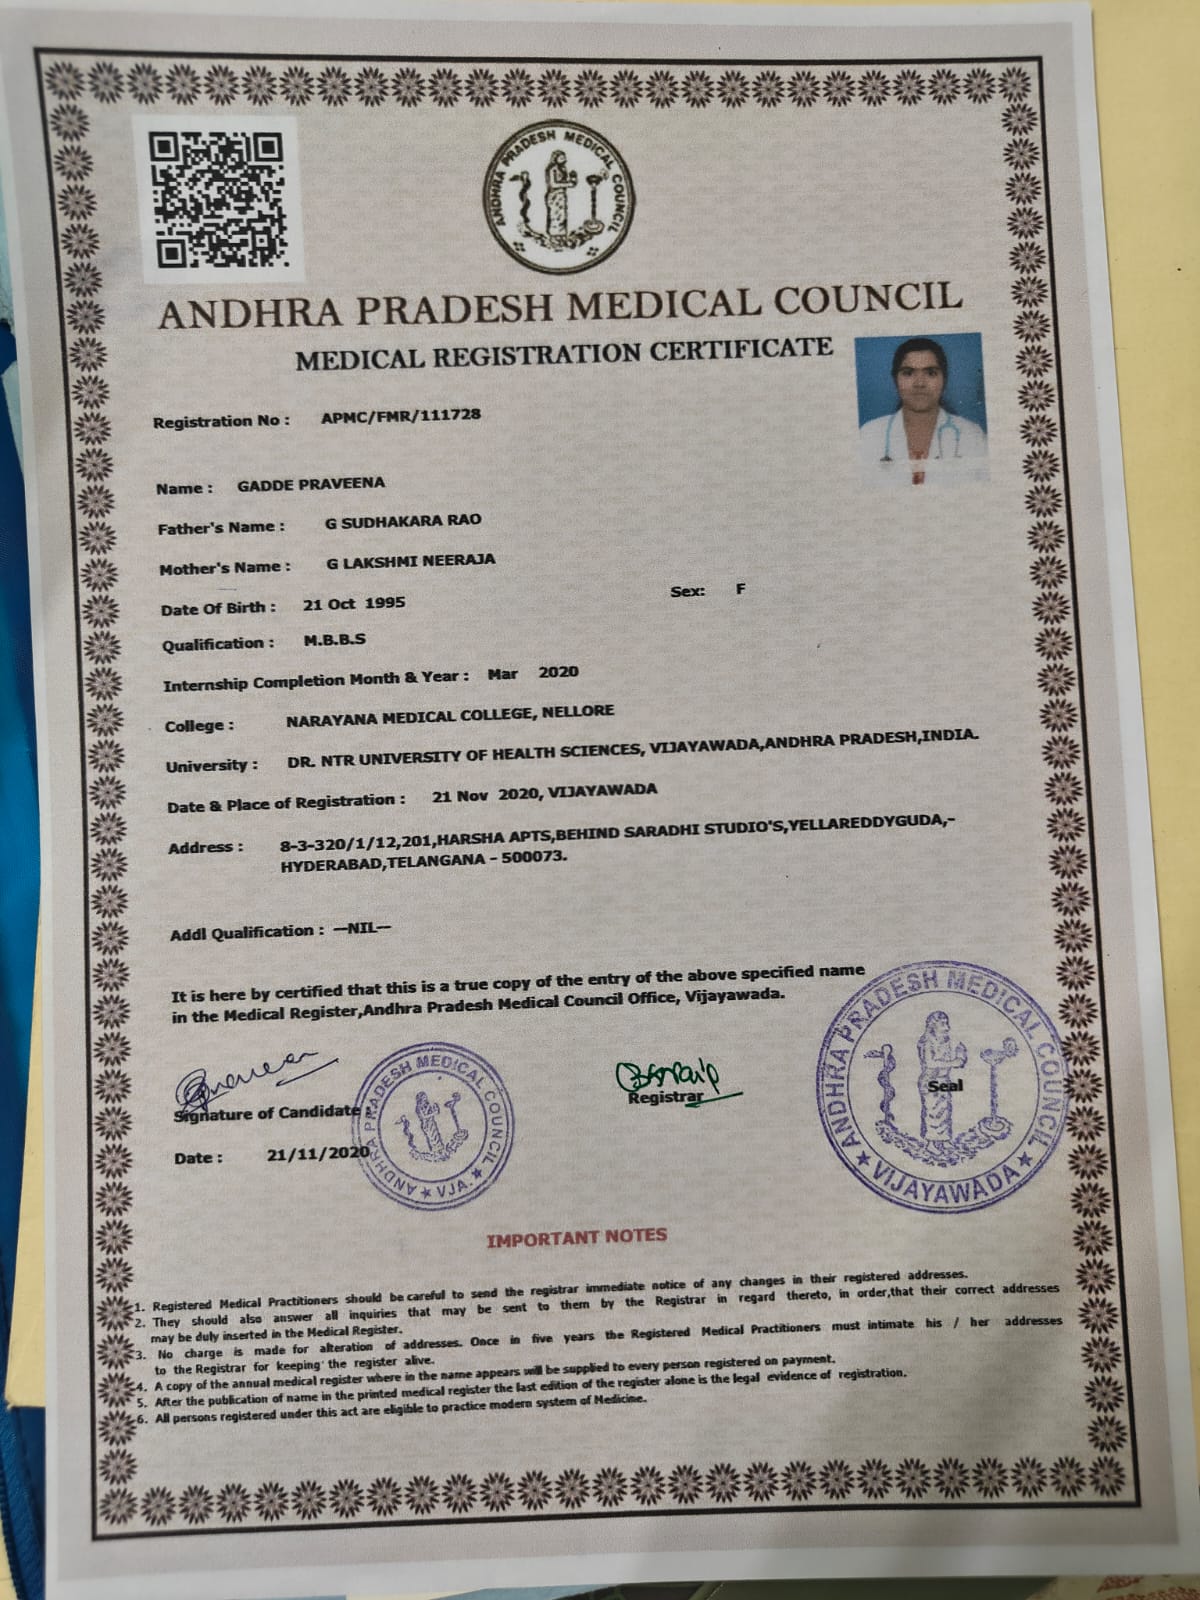 ANDHRA PRADESH MEDICAL COUNCIL
ANDHRA PRADESH MEDICAL COUNCIL
MEDICAL REGISTRATION CERTIFICATE
Registration No : APMC/FMR/111728
Name : GADDE PRAVEENA
Father's Name : G SUDHAKARA RAO
Mother's Name : G LAKSHMI NEERAJA
Date Of Birth : 21 Oct 1995 Sex: F
Qualification : M.B.B.S
Internship Completion Month & Year : Mar 2020
College : NARAYANA MEDICAL COLLEGE, NELLORE
University : DR. NTR UNIVERSITY OF HEALTH SCIENCES, VIJAYAWADA,ANDHRA PRADESH,INDIA.
Date & Place of Registration : 21 Nov 2020, VIJAYAWADA
Address : 8-3-320/1/12,201,HARSHA APTS,BEHIND SARADHI STUDIO'S,YELLAREDDYGUDA,-
HYDERABAD,TELANGANA - 500073.
Addl Qualification : --NIL--
It is here by certified that this is a true copy of the entry of the above specified name
in the Medical Register,Andhra Pradesh Medical Council Office, Vijayawada.
Signature of Candidate
Date : 21/11/2020
ANDHRA PRADESH MEDICAL COUNCIL ★ VJA. ★
Registrar
ANDHRA PRADESH MEDICAL COUNCIL ★ VIJAYAWADA ★
Seal
IMPORTANT NOTES
1. Registered Medical Practitioners should be careful to send the registrar immediate notice of any changes in their registered addresses.
2. They should also answer all inquiries that may be sent to them by the Registrar in regard thereto, in order,that their correct addresses
may be duly inserted in the Medical Register.
3. No charge is made for alteration of addresses. Once in five years the Registered Medical Practitioners must intimate his / her addresses
to the Registrar for keeping the register alive.
4. A copy of the annual medical register where in the name appears will be supplied to every person registered on payment.
5. After the publication of name in the printed medical register the last edition of the register alone is the legal evidence of registration.
6. All persons registered under this act are eligible to practice modern system of Medicine.